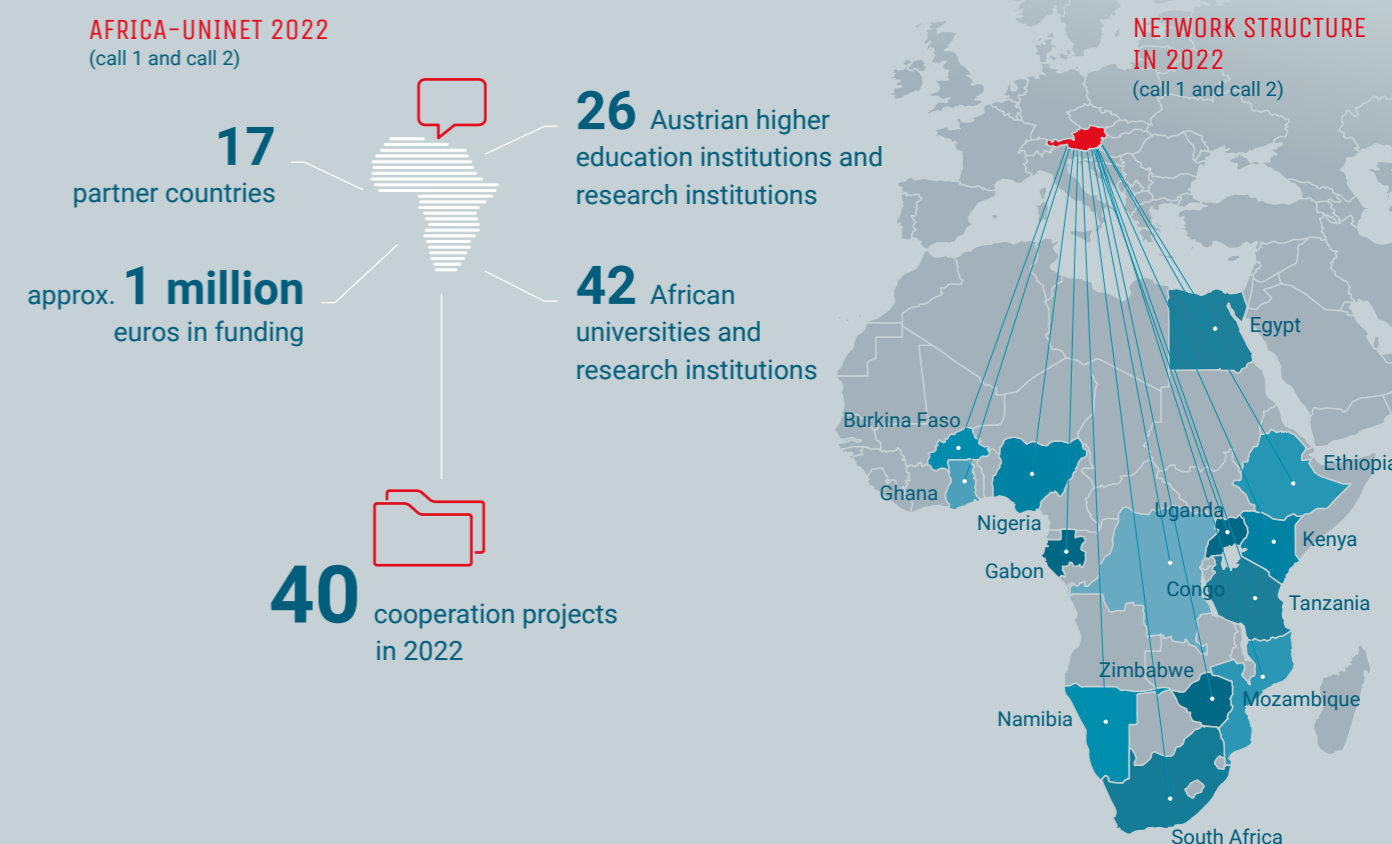 AFRICA-UNINET 2022
(call 1 and call 2)
17
partner countries
approx. 1 million
euros in funding
26 Austrian higher
education institutions and
research institutions
42 African
universities and
research institutions
40 cooperation projects
in 2022
NETWORK STRUCTURE
IN 2022
(call 1 and call 2)
Egypt
Burkina Faso
Ethiopia
Ghana
Nigeria
Uganda
Kenya
Gabon
Congo
Tanzania
Zimbabwe
Mozambique
Namibia
South Africa